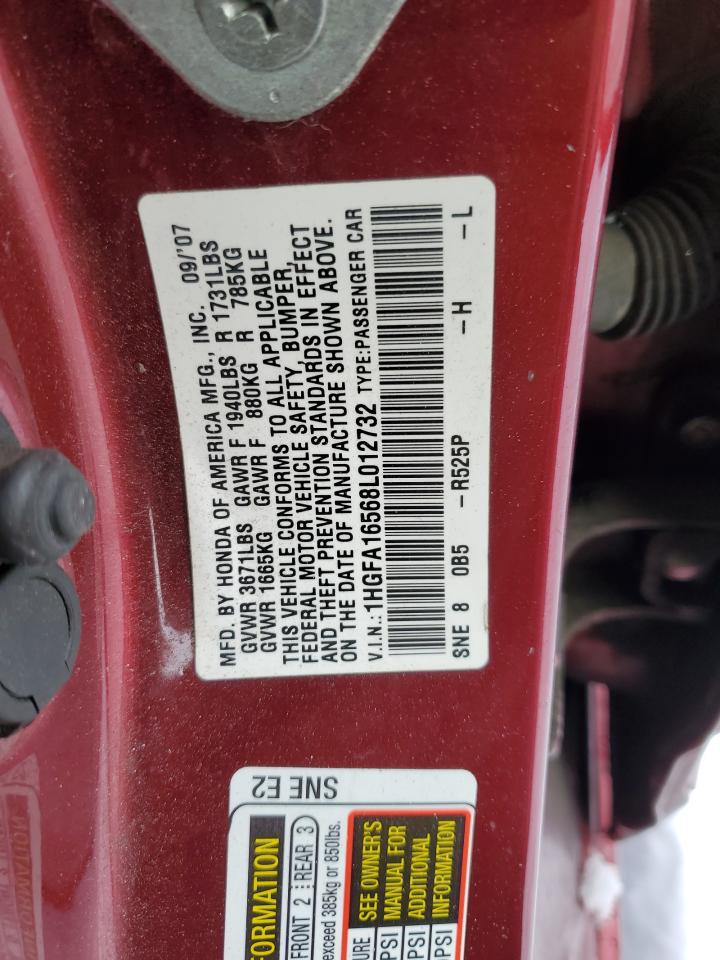 MFD. BY HONDA OF AMERICA MFG., INC. 09/'07
GVWR 3671LBS GAWR F 1940LBS R 1731LBS
GVWR 1665KG GAWR F 880KG R 785KG
THIS VEHICLE CONFORMS TO ALL APPLICABLE
FEDERAL MOTOR VEHICLE SAFETY, BUMPER,
AND THEFT PREVENTION STANDARDS IN EFFECT
ON THE DATE OF MANUFACTURE SHOWN ABOVE.
V.I.N.:1HGFA16568L012732 TYPE:PASSENGER CAR
SNE 8 0B5 -R525P -H -L
SNE E2
FRONT 2 REAR 3
exceed 385kg or 850lbs.
SEE OWNER'S
MANUAL FOR
ADDITIONAL
INFORMATION
PSI
PSI
PSI